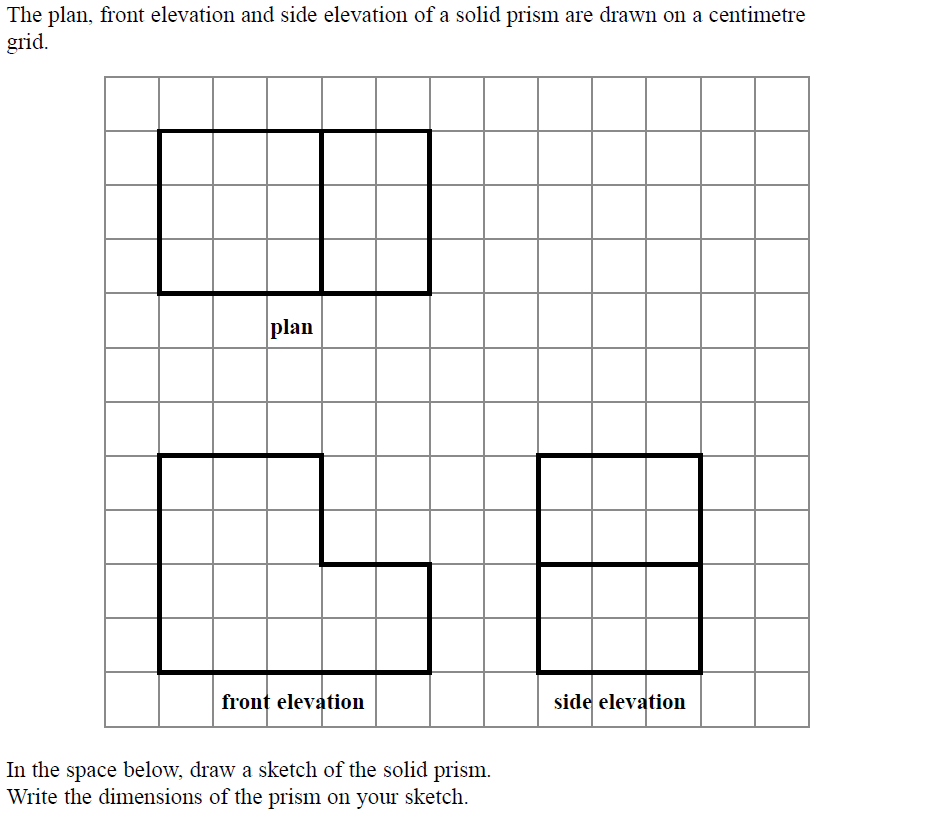 The plan, front elevation and side elevation of a solid prism are drawn on a centimetre
grid.
plan
front elevation
side elevation
In the space below, draw a sketch of the solid prism.
Write the dimensions of the prism on your sketch.